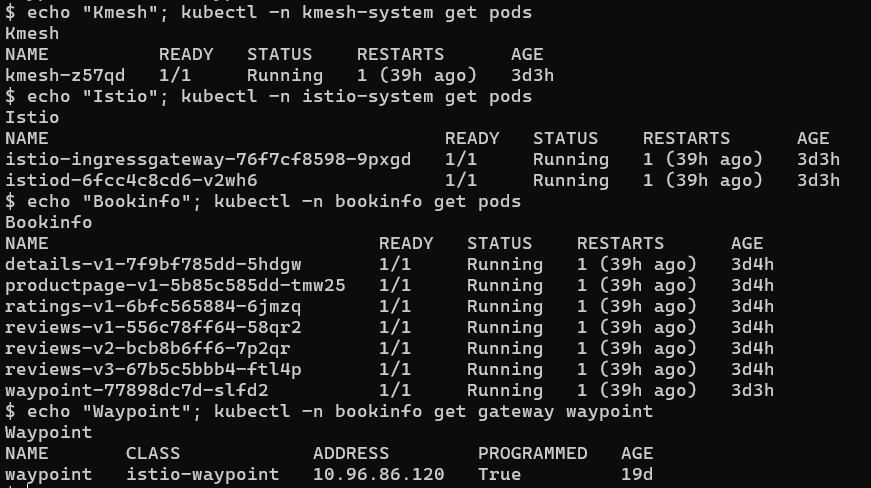 $ echo "Kmesh"; kubectl -n kmesh-system get pods
Kmesh
NAME          READY   STATUS    RESTARTS      AGE
kmesh-z57qd   1/1     Running   1 (39h ago)   3d3h
$ echo "Istio"; kubectl -n istio-system get pods
Istio
NAME                                    READY   STATUS    RESTARTS      AGE
istio-ingressgateway-76f7cf8598-9pxgd   1/1     Running   1 (39h ago)   3d3h
istiod-6fcc4c8cd6-v2wh6                 1/1     Running   1 (39h ago)   3d3h
$ echo "Bookinfo"; kubectl -n bookinfo get pods
Bookinfo
NAME                              READY   STATUS    RESTARTS      AGE
details-v1-7f9bf785dd-5hdgw       1/1     Running   1 (39h ago)   3d4h
productpage-v1-5b85c585dd-tmw25   1/1     Running   1 (39h ago)   3d4h
ratings-v1-6bfc565884-6jmzq       1/1     Running   1 (39h ago)   3d4h
reviews-v1-556c78ff64-58qr2       1/1     Running   1 (39h ago)   3d4h
reviews-v2-bcb8b6ff6-7p2qr        1/1     Running   1 (39h ago)   3d4h
reviews-v3-67b5c5bbb4-ftl4p       1/1     Running   1 (39h ago)   3d4h
waypoint-77898dc7d-slfd2          1/1     Running   1 (39h ago)   3d3h
$ echo "Waypoint"; kubectl -n bookinfo get gateway waypoint
Waypoint
NAME       CLASS            ADDRESS        PROGRAMMED   AGE
waypoint   istio-waypoint   10.96.86.120   True         19d